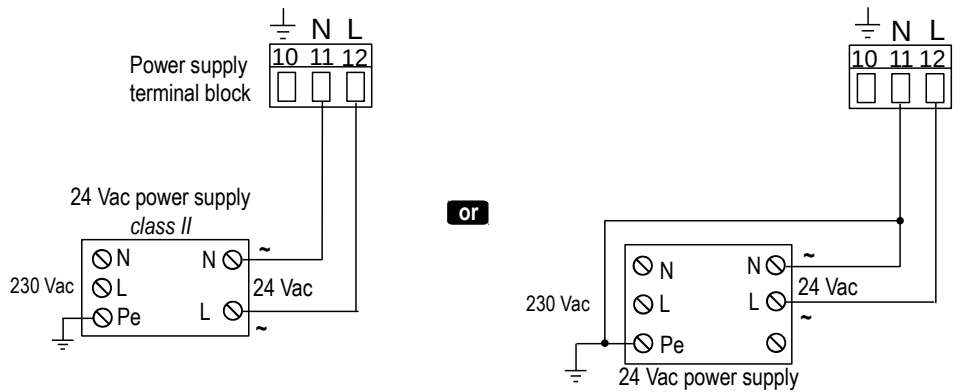 N L
10 11 12
Power supply
terminal block
24 Vac power supply
class II
N N ~
230 Vac L 24 Vac
Pe L ~
or
N L
10 11 12
N N ~
230 Vac L L 24 Vac
~
Pe
24 Vac power supply